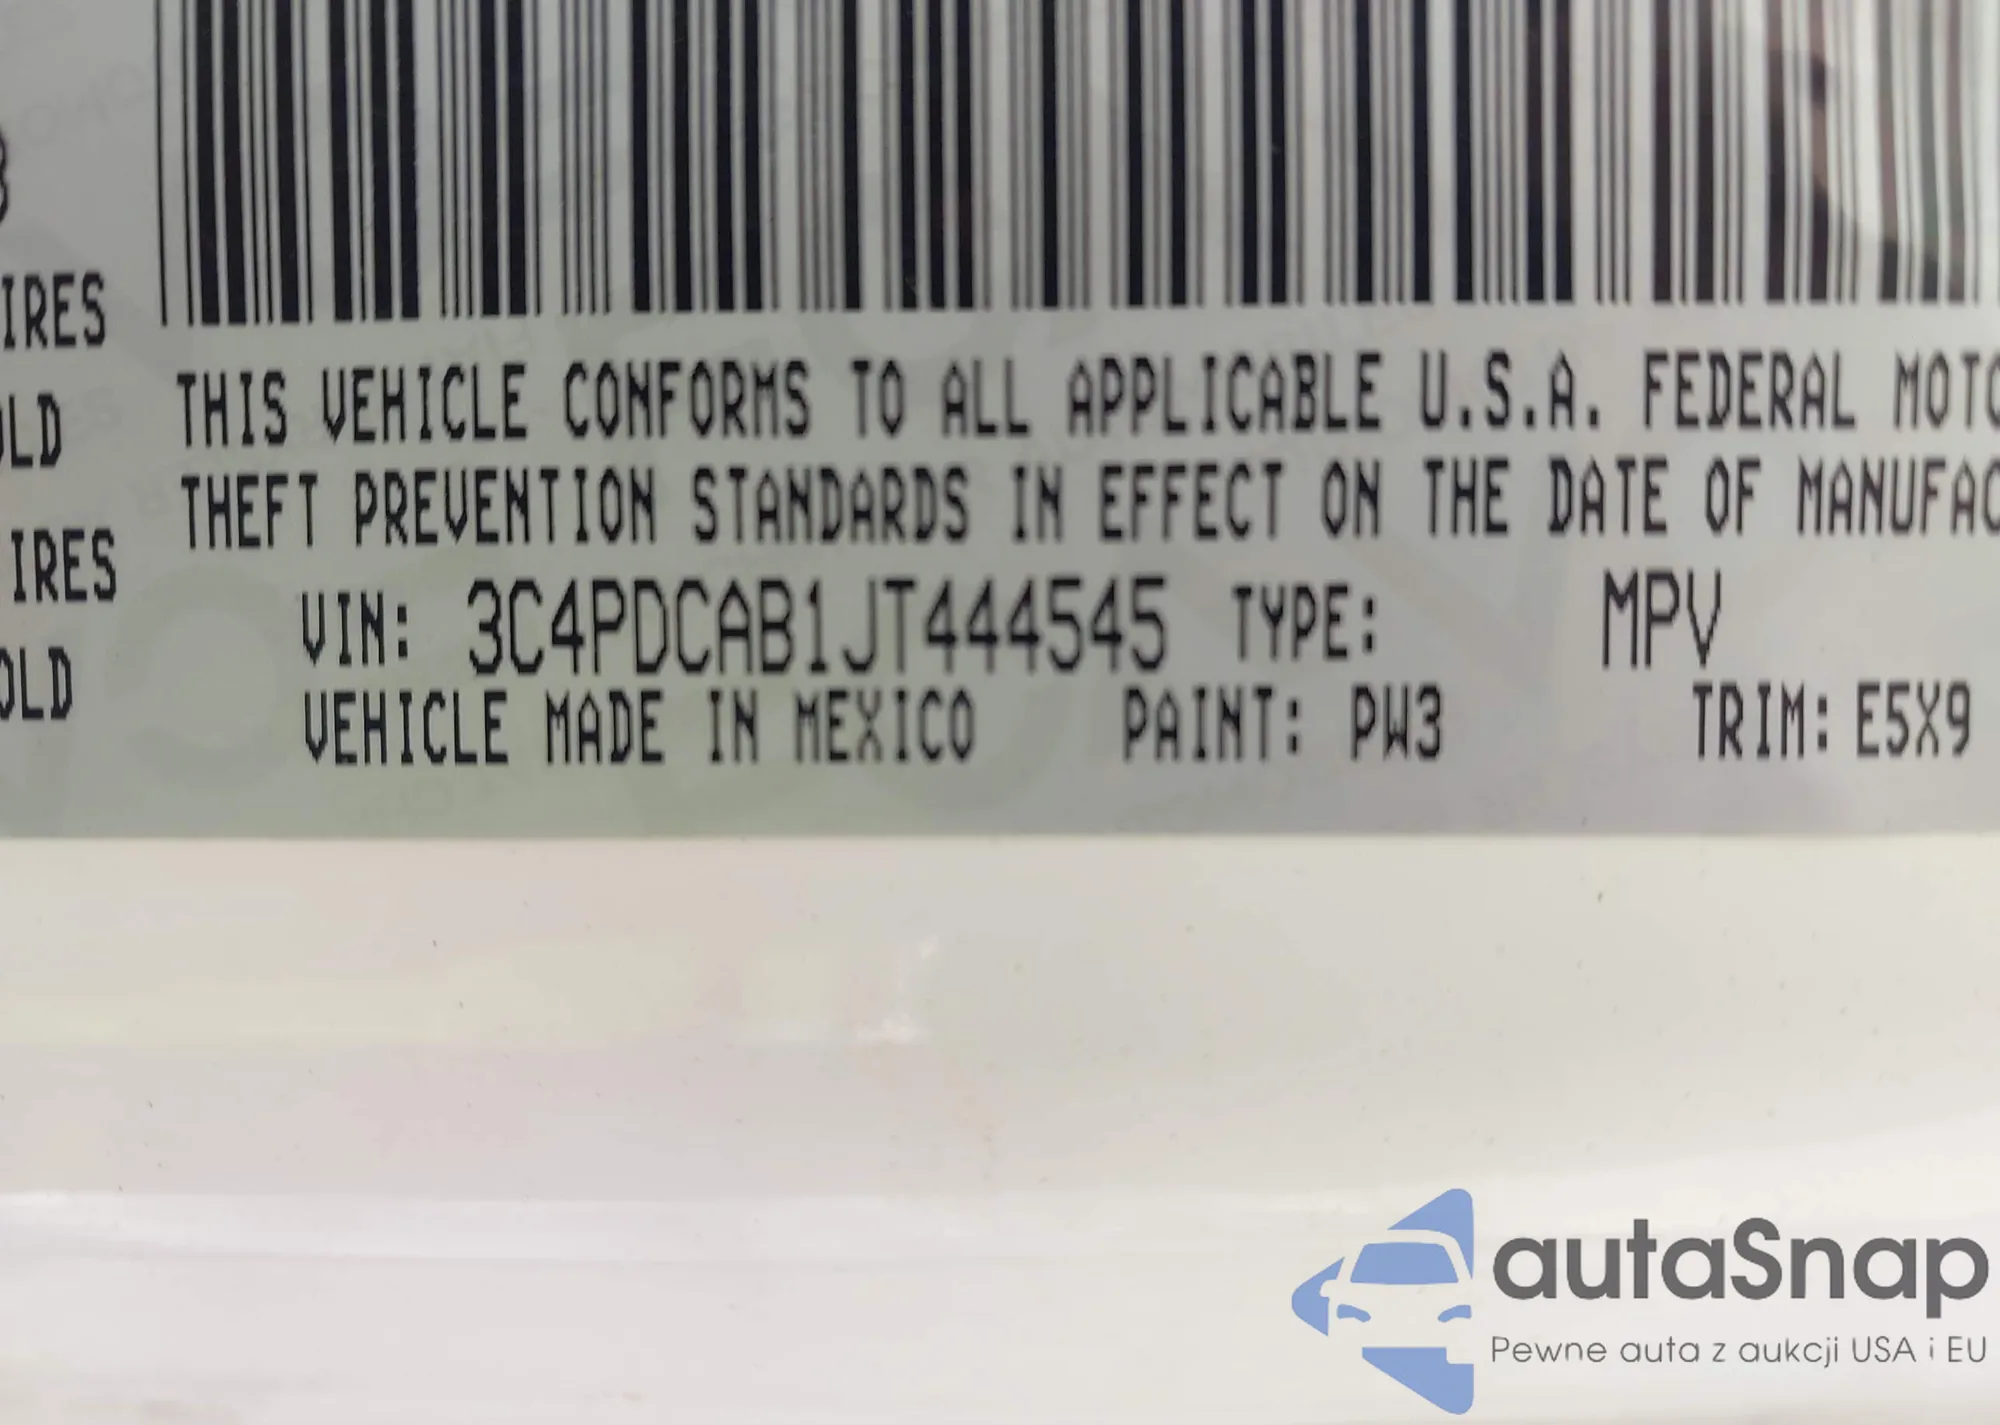 IRES
OLD
IRES
OLD
THIS VEHICLE CONFORMS TO ALL APPLICABLE U.S.A. FEDERAL MOTO
THEFT PREVENTION STANDARDS IN EFFECT ON THE DATE OF MANUFAC
VIN: 3C4PDCAB1JT444545 TYPE: MPV
VEHICLE MADE IN MEXICO PAINT: PW3 TRIM: E5X9
autaSnap
Pewne auta z aukcji USA i EU